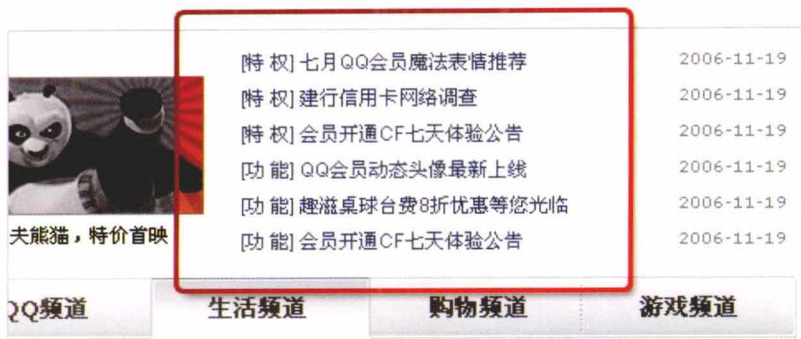 [特 权] 七月QQ会员魔法表情推荐 2006-11-19
[特 权] 建行信用卡网络调查 2006-11-19
[特 权] 会员开通CF七天体验公告 2006-11-19
[功 能] QQ会员动态头像最新上线 2006-11-19
[功 能] 趣滋桌球台费8折优惠等您光临 2006-11-19
夫熊猫，特价首映
[功 能] 会员开通CF七天体验公告 2006-11-19
QQ频道 生活频道 购物频道 游戏频道